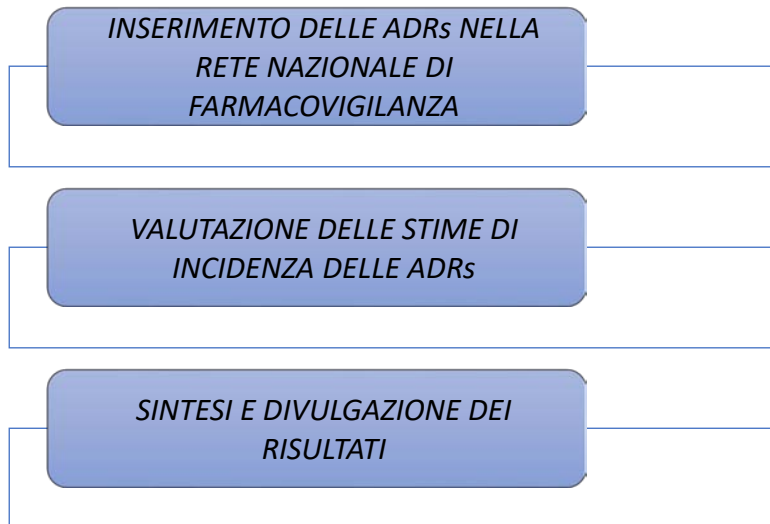 INSERIMENTO DELLE ADRs NELLA
RETE NAZIONALE DI
FARMACOVIGILANZA
VALUTAZIONE DELLE STIME DI
INCIDENZA DELLE ADRs
SINTESI E DIVULGAZIONE DEI
RISULTATI